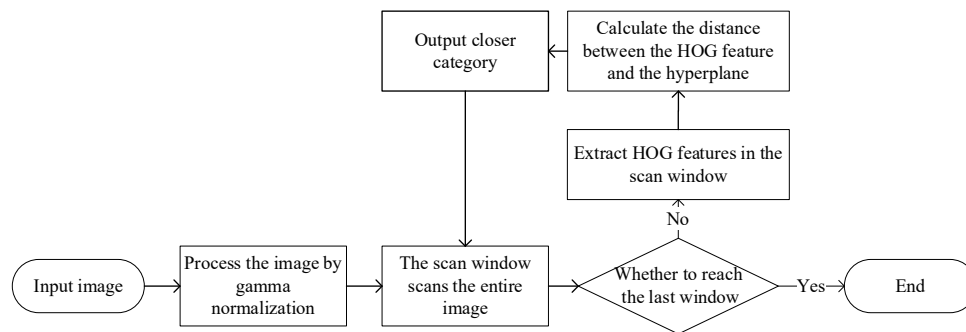 Output closer
category
Calculate the distance
between the HOG feature
and the hyperplane
Extract HOG features in the
scan window
No
Input image
Process the image by
gamma
normalization
The scan window
scans the entire
image
Whether to reach
the last window
Yes
End